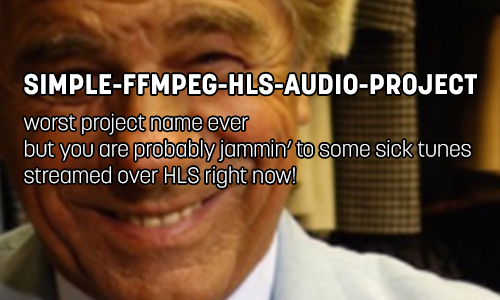 SIMPLE-FFMPEG-HLS-AUDIO-PROJECT
worst project name ever
but you are probably jammin' to some sick tunes
streamed over HLS right now!